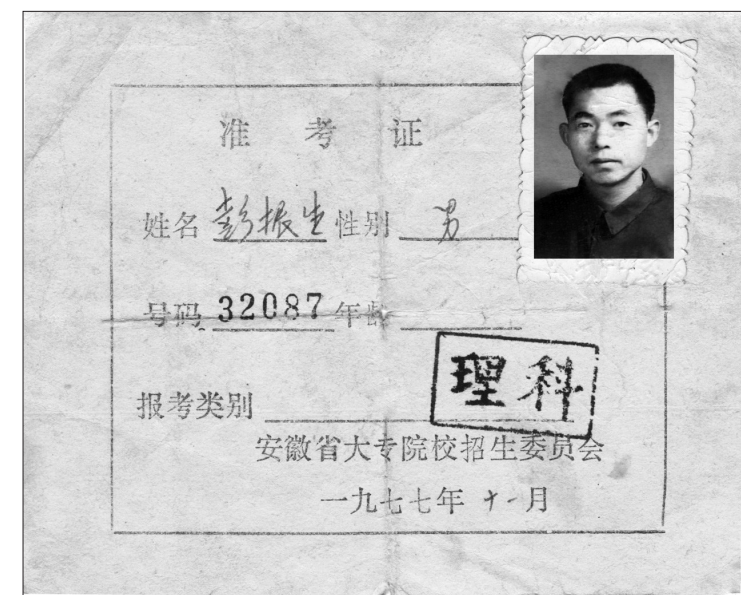 准 考 证
姓名 彭振生 性别 男
号码 32087 年龄
报考类别 理科
安徽省大专院校招生委员会
一九七七年 十一月